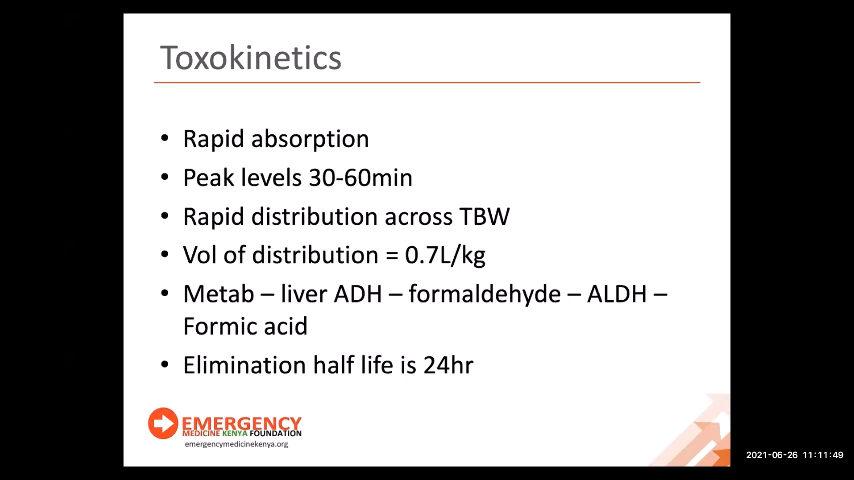 Toxokinetics
• Rapid absorption
• Peak levels 30-60min
• Rapid distribution across TBW
• Vol of distribution = 0.7L/kg
• Metab – liver ADH – formaldehyde – ALDH –
Formic acid
• Elimination half life is 24hr
EMERGENCY
MEDICINE KENYA FOUNDATION
emergencymedicinekenya.org
2021-06-26 11:11:49